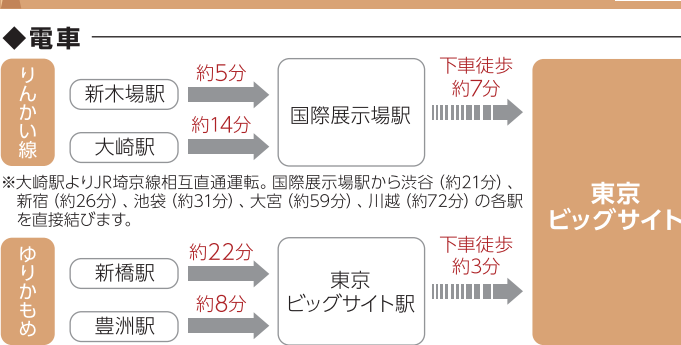 ◆電車
りんかい線
新木場駅
約5分
大崎駅
約14分
国際展示場駅
下車徒歩
約7分
※大崎駅よりJR埼京線相互直通運転。国際展示場駅から渋谷（約21分）、
新宿（約26分）、池袋（約31分）、大宮（約59分）、川越（約72分）の各駅
を直接結びます。
ゆりかもめ
新橋駅
約22分
豊洲駅
約8分
東京
ビッグサイト駅
下車徒歩
約3分
東京
ビッグサイト